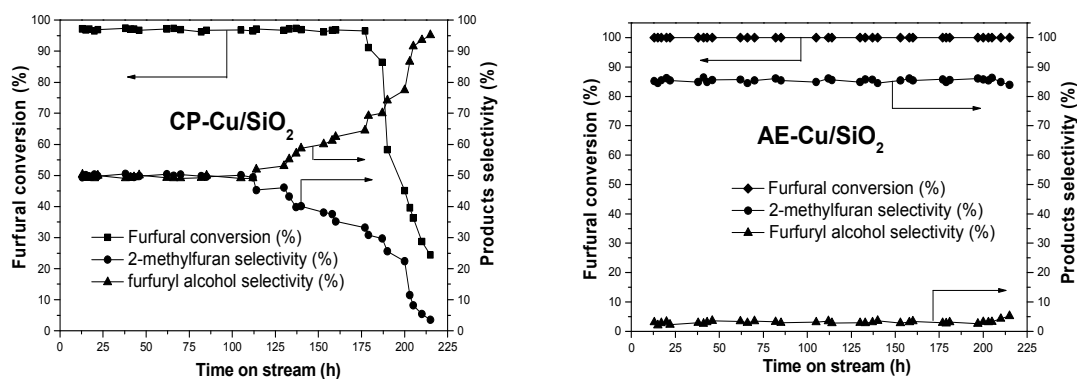 100
90
80
70
60
50
40
30
20
10
0
Furfural conversion (%)
CP-Cu/SiO2
Furfural conversion (%)
2-methylfuran selectivity (%)
furfuryl alcohol selectivity (%)
100
90
80
70
60
50
40
30
20
10
0
Products selectivity (%)
0 25 50 75 100 125 150 175 200 225
Time on stream (h)
100
90
80
70
60
50
40
30
20
10
0
Furfural conversion (%)
AE-Cu/SiO2
Furfural conversion (%)
2-methylfuran selectivity (%)
Furfuryl alcohol selectivity (%)
100
90
80
70
60
50
40
30
20
10
0
Products selectivity (%)
0 25 50 75 100 125 150 175 200 225
Time on stream (h)